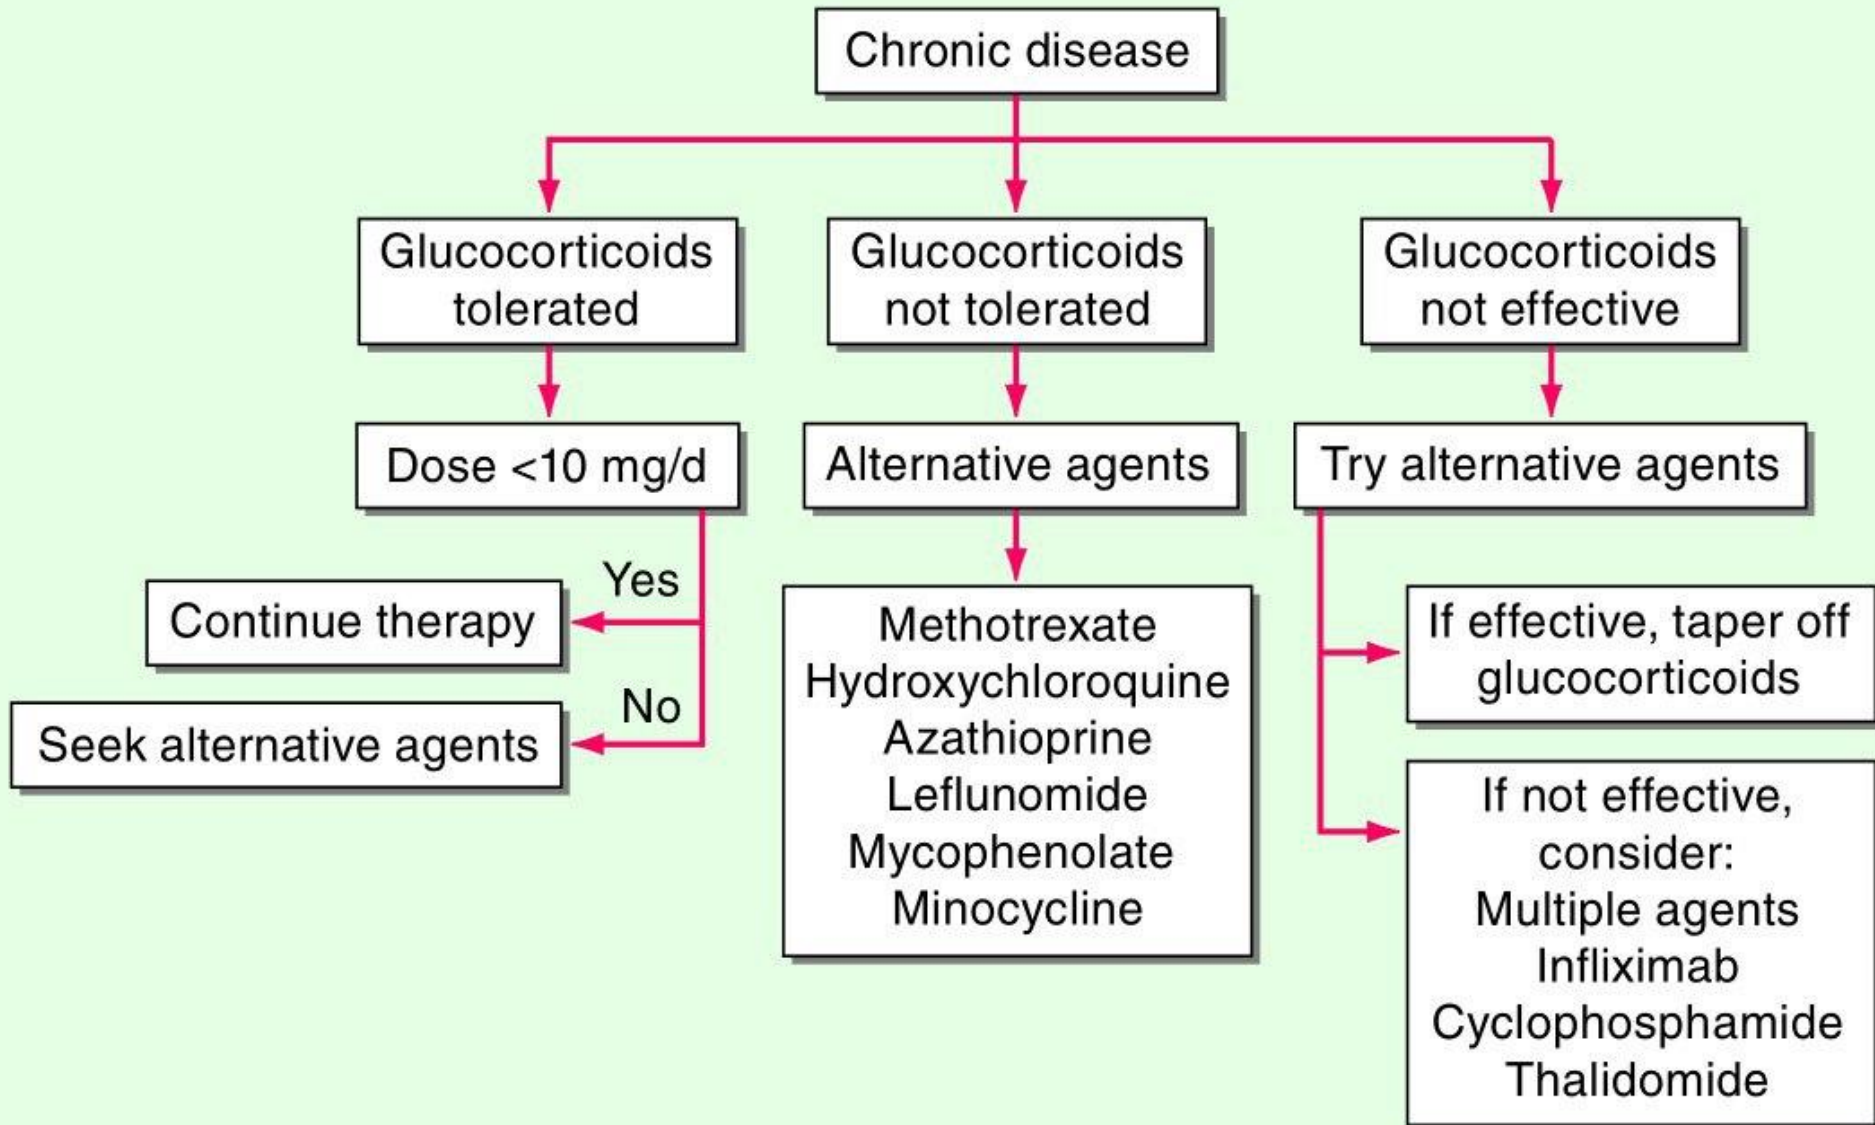 Chronic disease
Glucocorticoids
tolerated
Glucocorticoids
not tolerated
Glucocorticoids
not effective
Dose <10 mg/d
Alternative agents
Try alternative agents
Yes
Continue therapy
No
Seek alternative agents
Methotrexate
Hydroxychloroquine
Azathioprine
Leflunomide
Mycophenolate
Minocycline
If effective, taper off
glucocorticoids
If not effective,
consider:
Multiple agents
Infliximab
Cyclophosphamide
Thalidomide